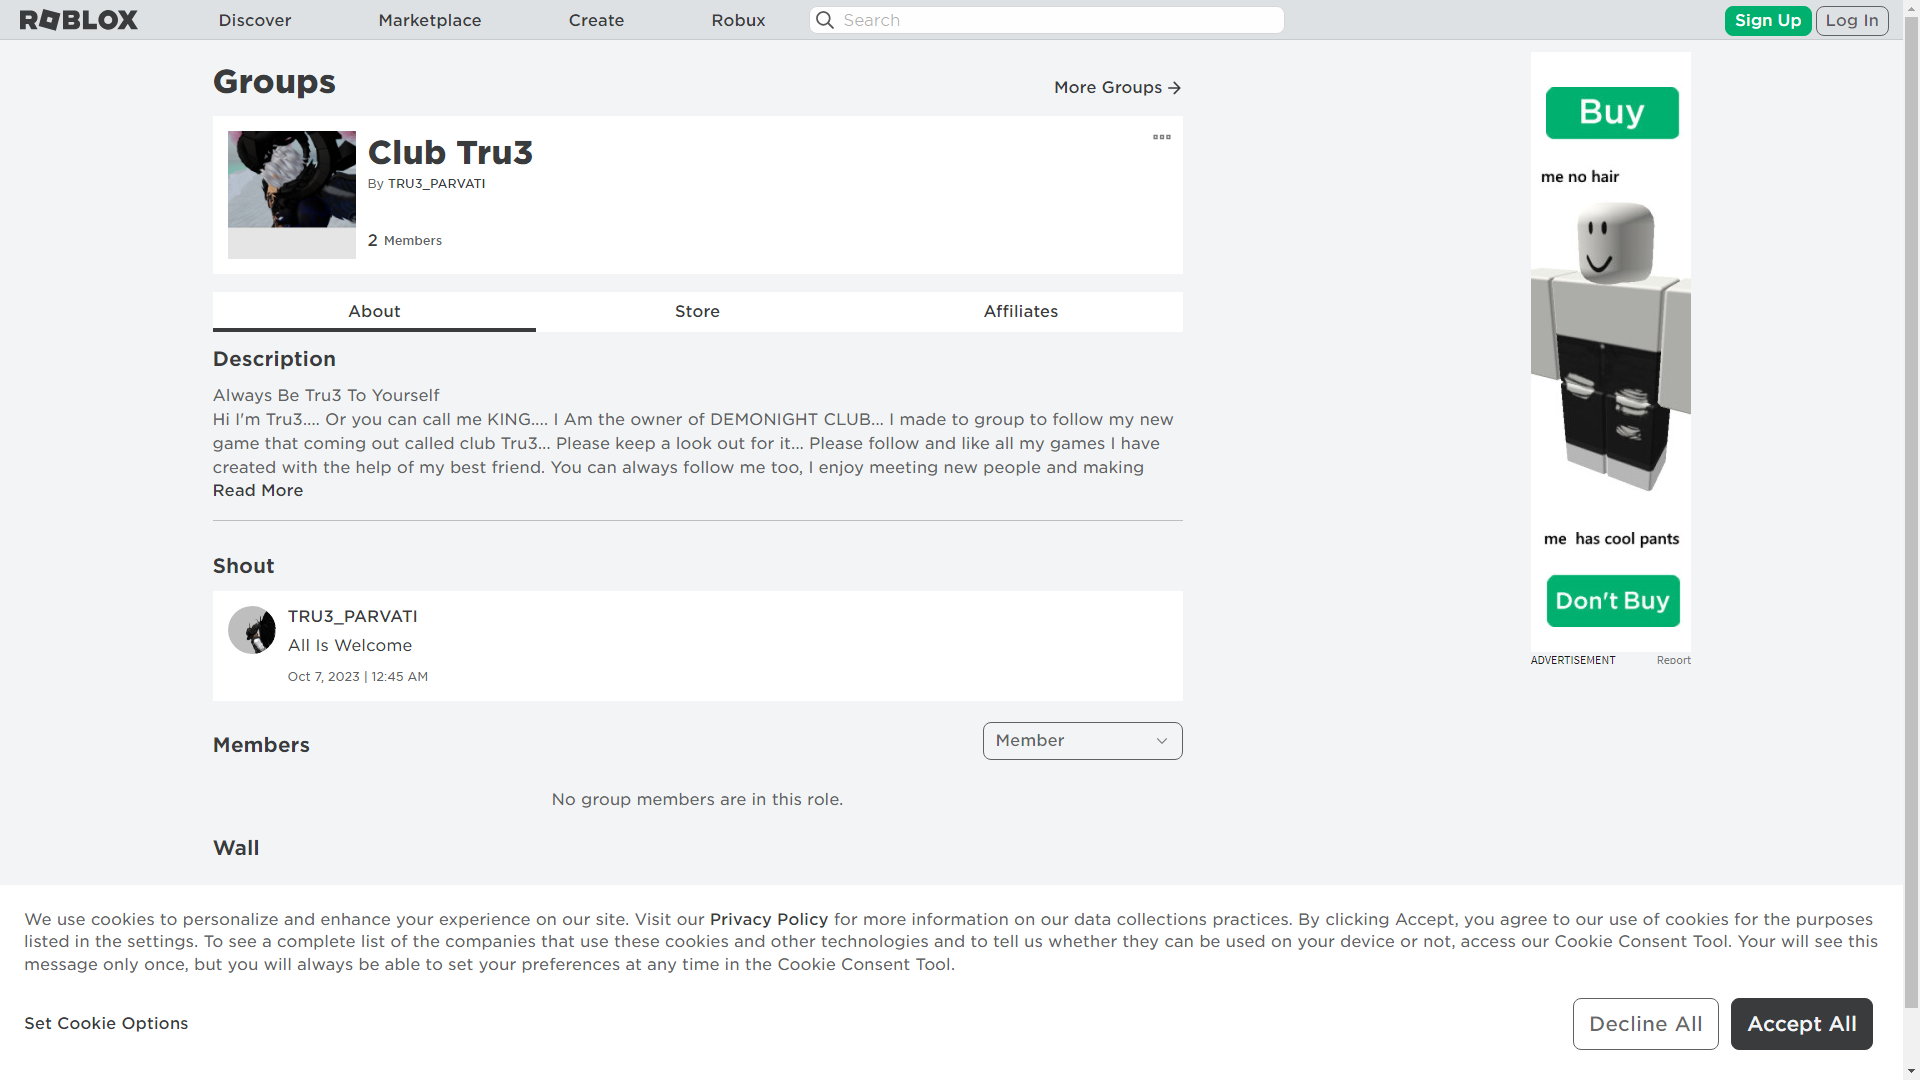 ROBLOX
Discover
Marketplace
Create
Robux
Search
Sign Up
Log In
Groups
More Groups
Club Tru3
By TRU3_PARVATI
2 Members
About
Store
Affiliates
Description
Always Be Tru3 To Yourself
Hi I'm Tru3.... Or you can call me KING.... I Am the owner of DEMONIGHT CLUB... I made to group to follow my new
game that coming out called club Tru3... Please keep a look out for it... Please follow and like all my games I have
created with the help of my best friend. You can always follow me too, I enjoy meeting new people and making
Read More
Shout
TRU3_PARVATI
All Is Welcome
Oct 7, 2023 | 12:45 AM
Members
Member
No group members are in this role.
Wall
Buy
me no hair
me has cool pants
Don't Buy
ADVERTISEMENT
Report
We use cookies to personalize and enhance your experience on our site. Visit our Privacy Policy for more information on our data collections practices. By clicking Accept, you agree to our use of cookies for the purposes
listed in the settings. To see a complete list of the companies that use these cookies and other technologies and to tell us whether they can be used on your device or not, access our Cookie Consent Tool. Your will see this
message only once, but you will always be able to set your preferences at any time in the Cookie Consent Tool.
Set Cookie Options
Decline All
Accept All